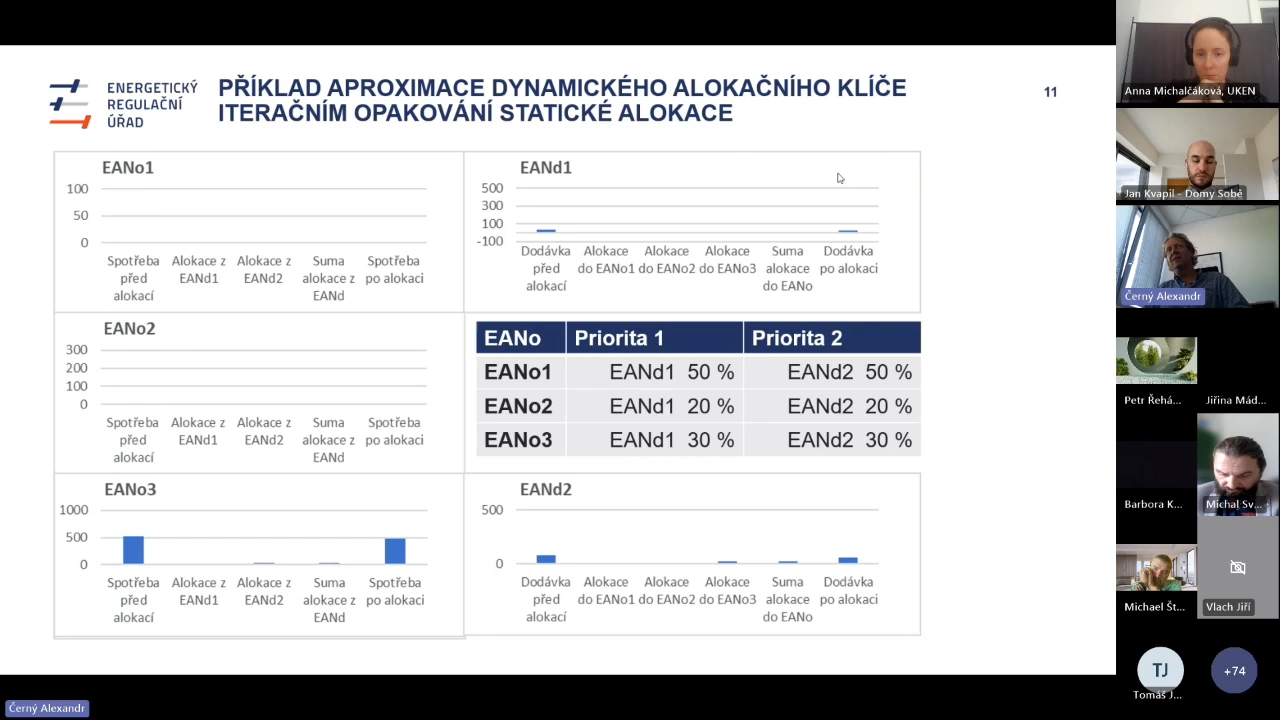 ENERGETICKÝ
REGULAČNÍ
ÚŘAD
PŘÍKLAD APROXIMACE DYNAMICKÉHO ALOKAČNÍHO KLÍČE
ITERAČNÍM OPAKOVÁNÍ STATICKÉ ALOKACE
11
EANo1
100
50
0
Spotřeba před alokací
Alokace z EANd1
Alokace z EANd2
Suma alokace z EANd
Spotřeba po alokaci
EANd1
500
300
100
-100
Dodávka před alokací
Alokace do EANo1
Alokace do EANo2
Alokace do EANo3
Suma alokace do EANo
Dodávka po alokaci
EANo2
300
200
100
0
Spotřeba před alokací
Alokace z EANd1
Alokace z EANd2
Suma alokace z EANd
Spotřeba po alokaci
EANo Priorita 1 Priorita 2
EANo1 EANd1 50 % EANd2 50 %
EANo2 EANd1 20 % EANd2 20 %
EANo3 EANd1 30 % EANd2 30 %
EANo3
1000
500
0
Spotřeba před alokací
Alokace z EANd1
Alokace z EANd2
Suma alokace z EANd
Spotřeba po alokaci
EANd2
500
0
Dodávka před alokací
Alokace do EANo1
Alokace do EANo2
Alokace do EANo3
Suma alokace do EANo
Dodávka po alokaci
Anna Michalčáková, UKEN
Jan Kvapil - Domy Sobě
Černý Alexandr
Petr Řehá...
Jiřina Mád...
Barbora K...
Michal Sv...
Michael Št...
Vlach Jiří
TJ
Tomáš J...
+74
Černý Alexandr